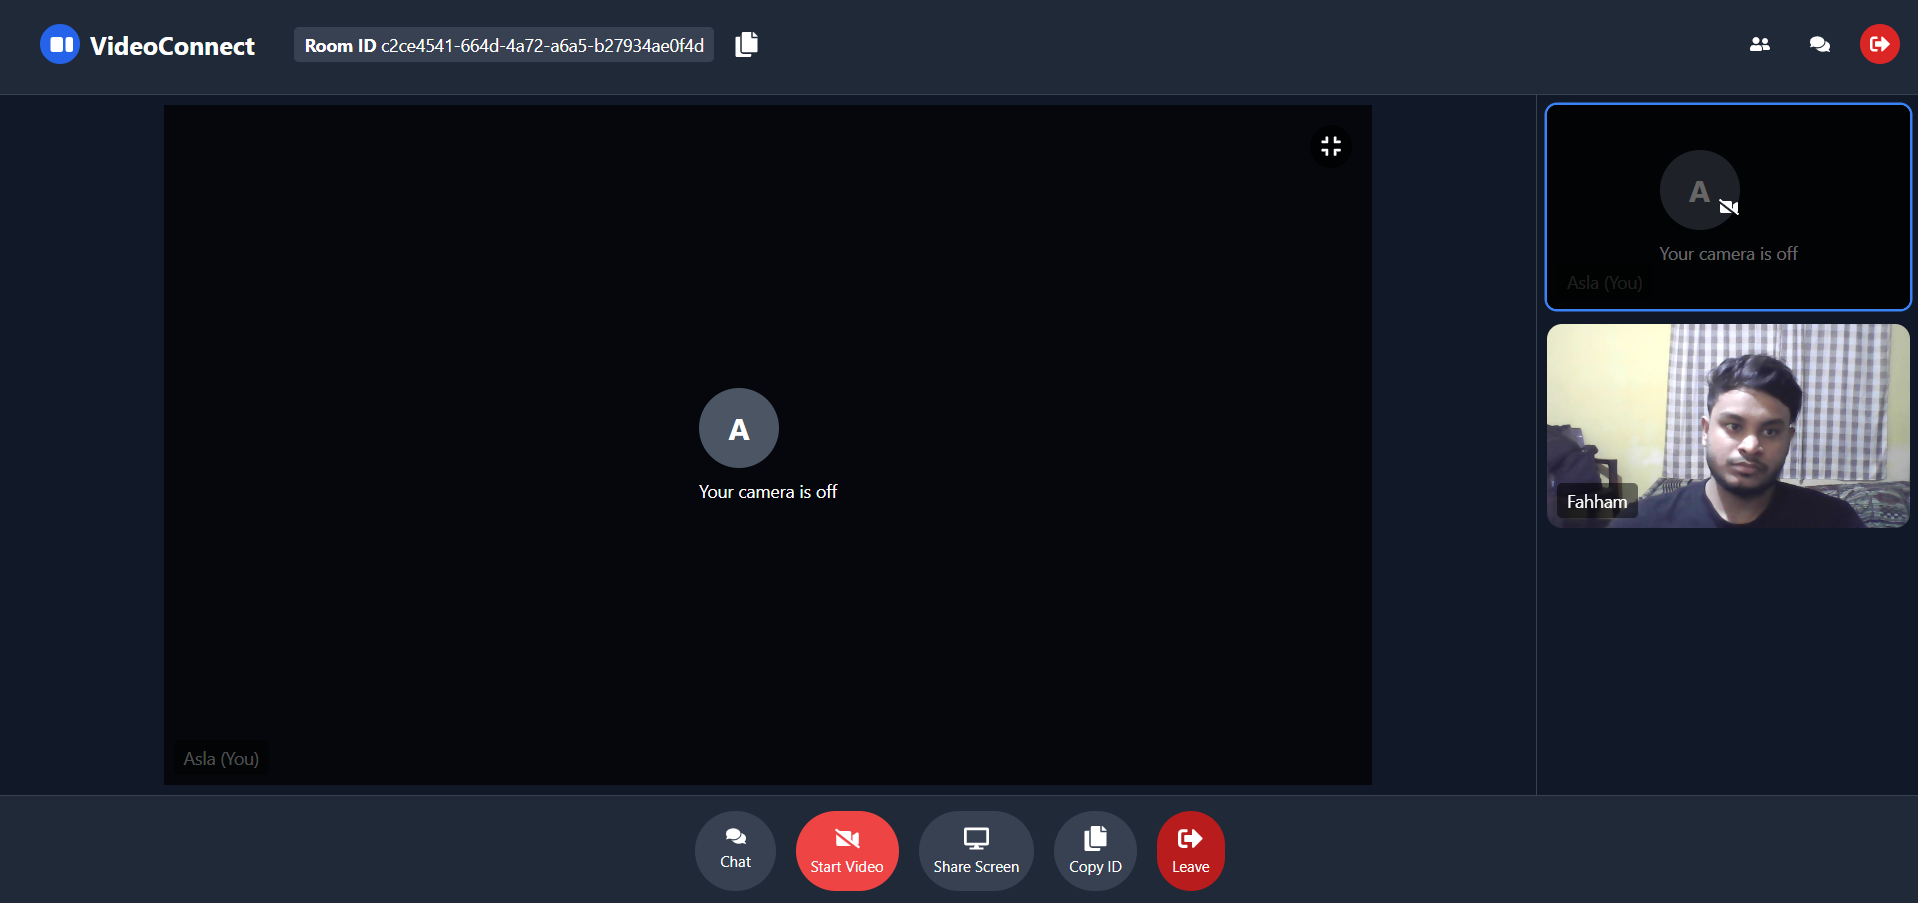 VideoConnect
Room ID c2ce4541-664d-4a72-a6a5-b27934ae0f4d
A
Your camera is off
Asla (You)
A
Your camera is off
Asla (You)
Fahham
Chat
Start Video
Share Screen
Copy ID
Leave